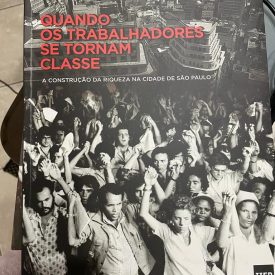 QUANDO
OS TRABALHADORES
SE TORNAM
CLASSE
A CONSTRUÇÃO DA RIQUEZA NA CIDADE DE SÃO PAULO